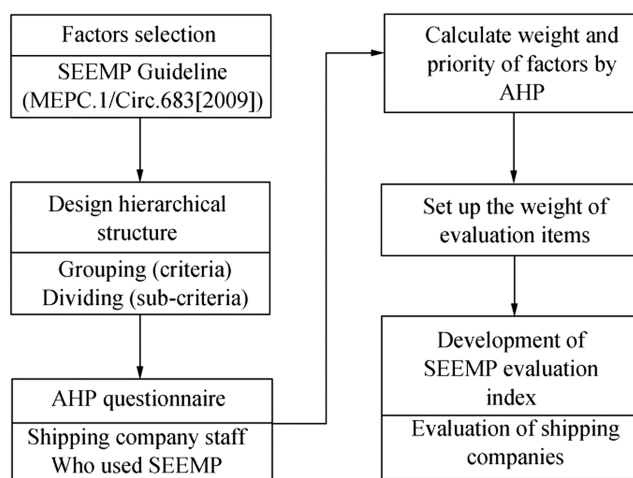 Factors selection
SEEMP Guideline
(MEPC.1/Circ.683[2009])
Design hierarchical
structure
Grouping (criteria)
Dividing (sub-criteria)
AHP questionnaire
Shipping company staff
Who used SEEMP
Calculate weight and
priority of factors by
AHP
Set up the weight of
evaluation items
Development of
SEEMP evaluation
index
Evaluation of shipping
companies